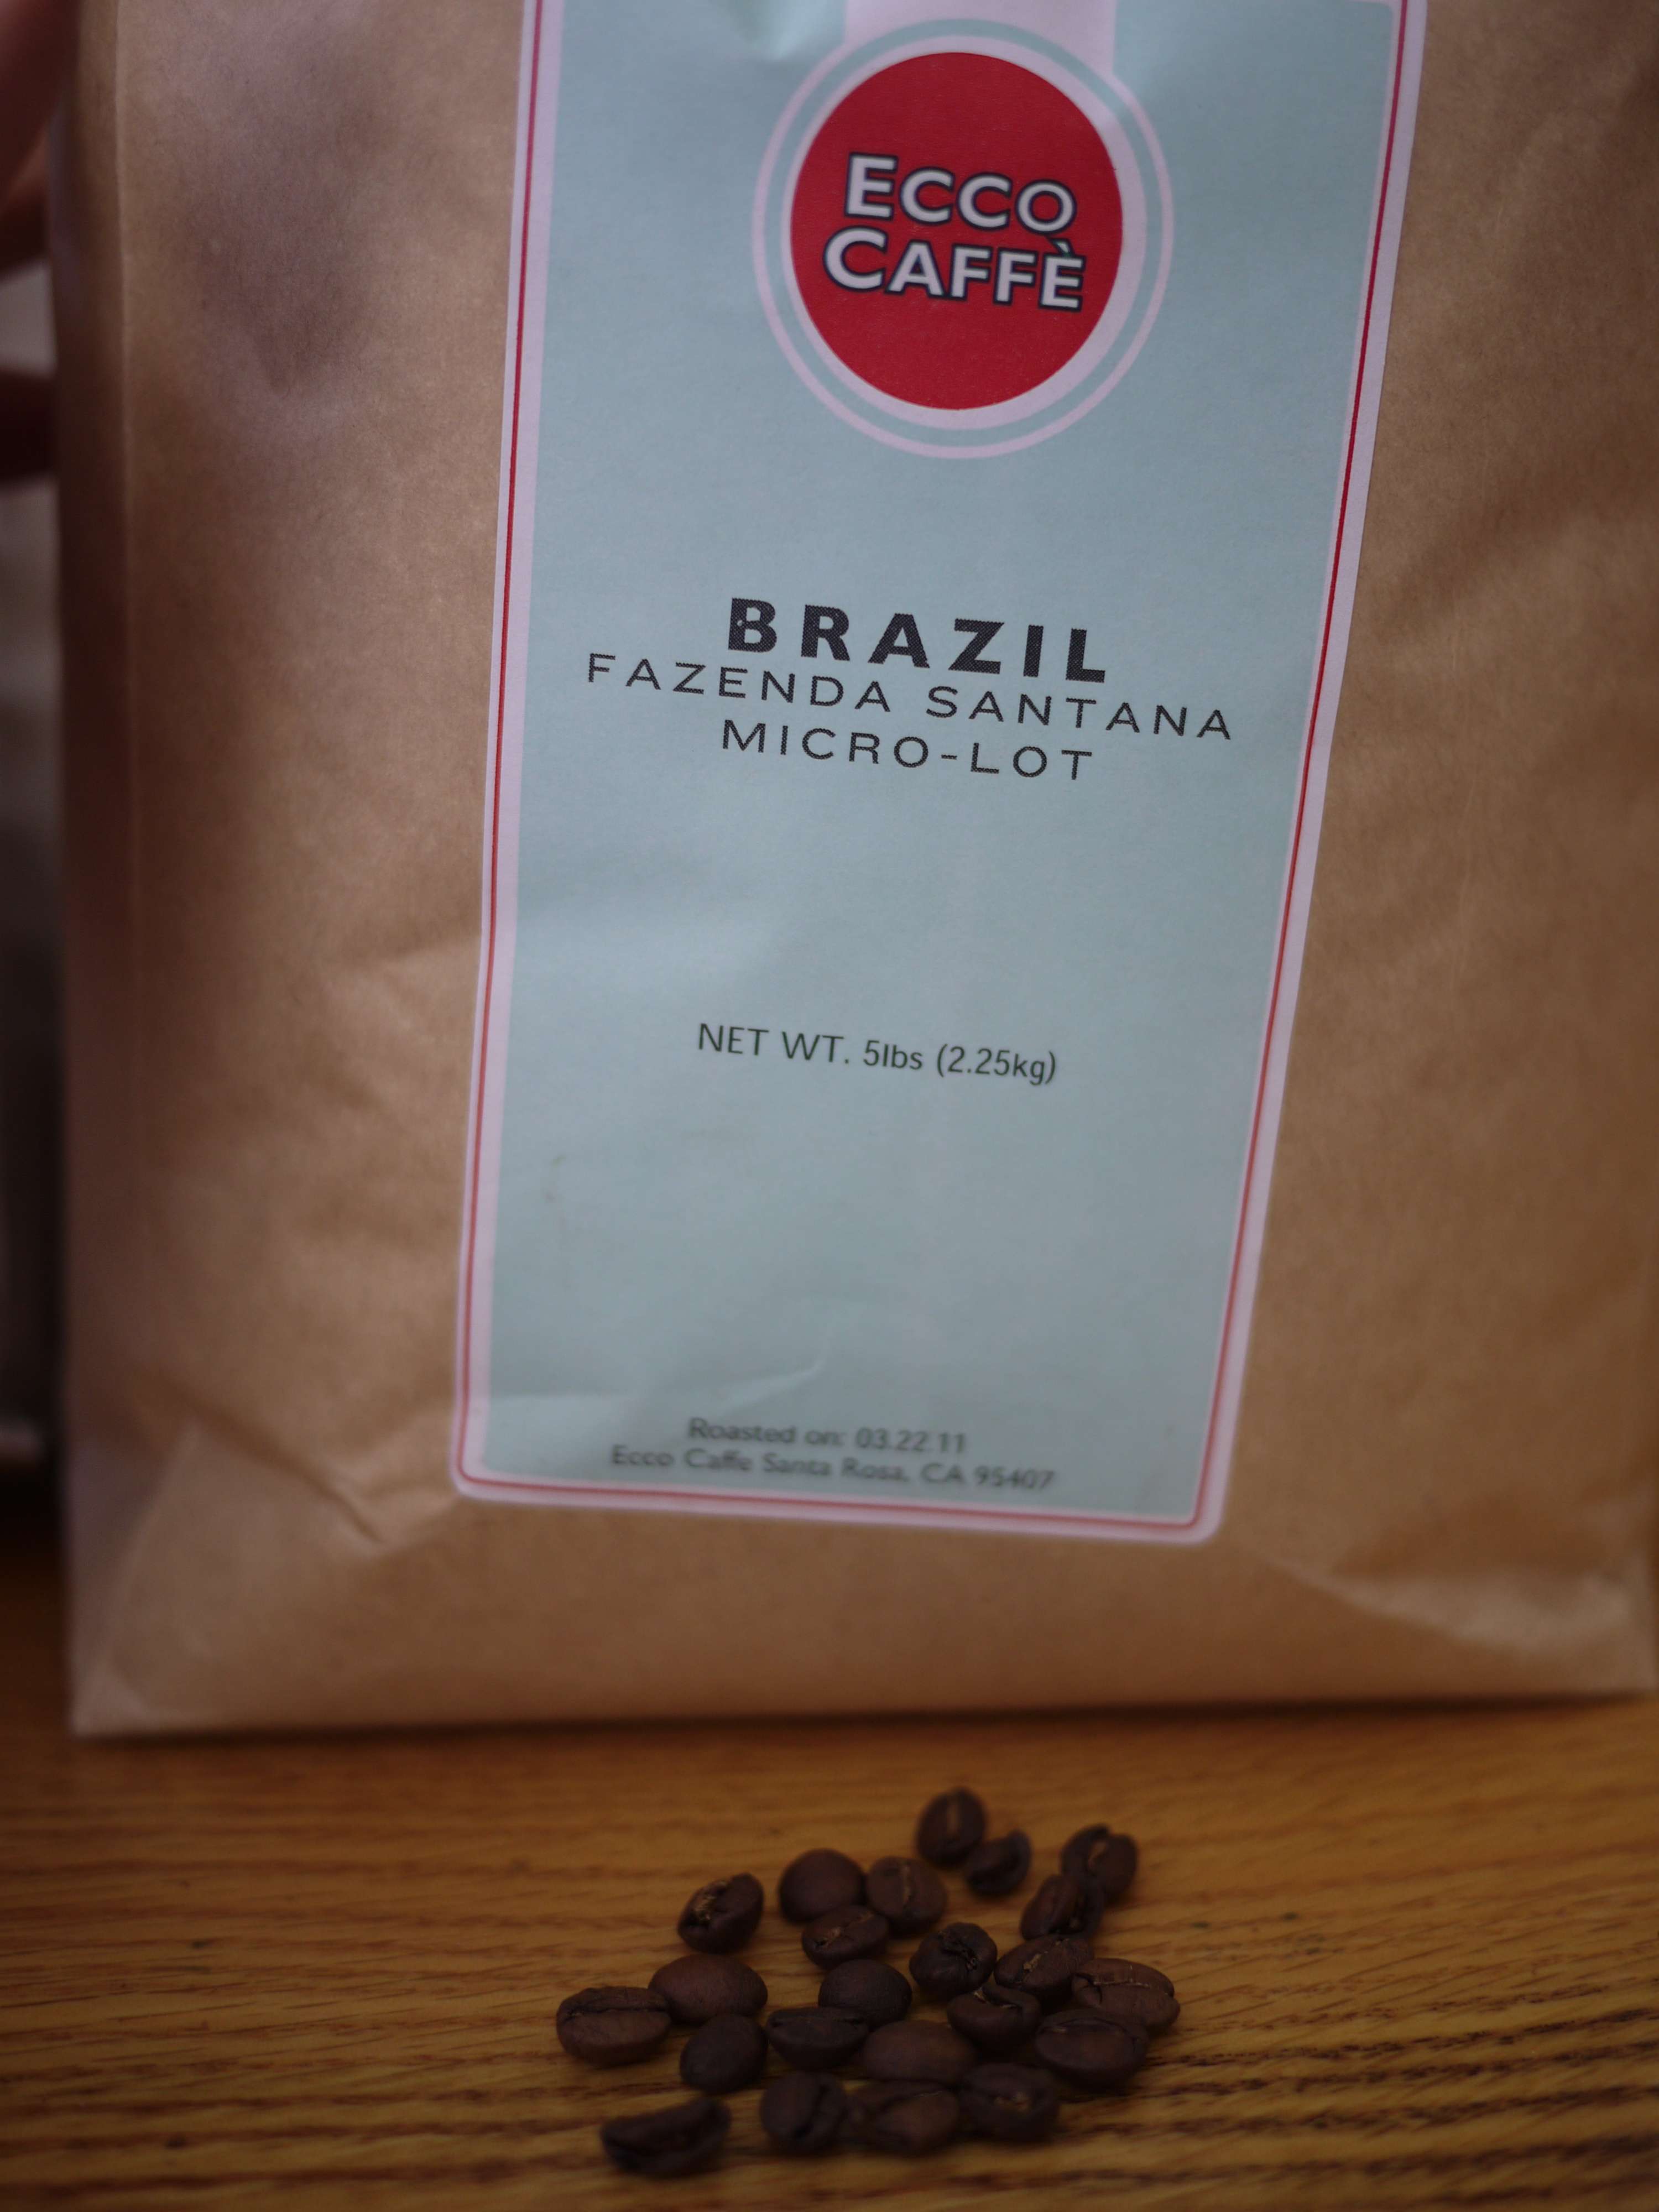 ECCO
CAFFÈ
BRAZIL
FAZENDA SANTANA
MICRO-LOT
NET WT. 5lbs (2.25kg)
Roasted on: 03.22.11
Ecco Caffe Santa Rosa, CA 95407